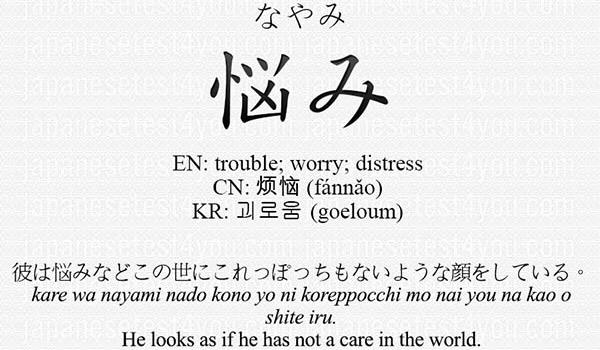 なやみ
悩み
EN: trouble; worry; distress
CN: 烦恼 (fánnǎo)
KR: 괴로움 (goeloum)
彼は悩みなどこの世にこれっぽっちもないような顔をしている。
kare wa nayami nado kono yo ni koreppocchi mo nai you na kao o
shite iru.
He looks as if he has not a care in the world.